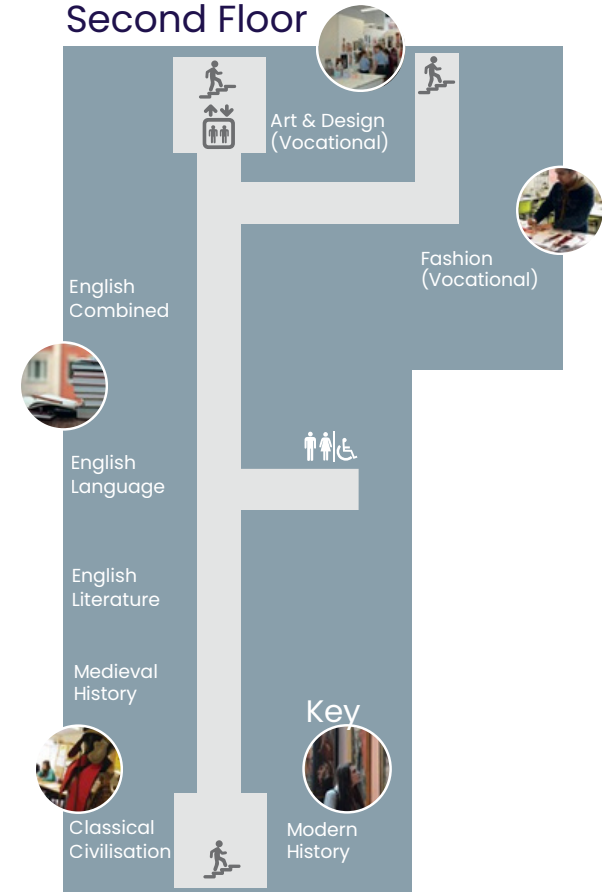 Second Floor
Art & Design
(Vocational)
Fashion
(Vocational)
English
Combined
English
Language
English
Literature
Medieval
History
Key
Classical
Civilisation
Modern
History